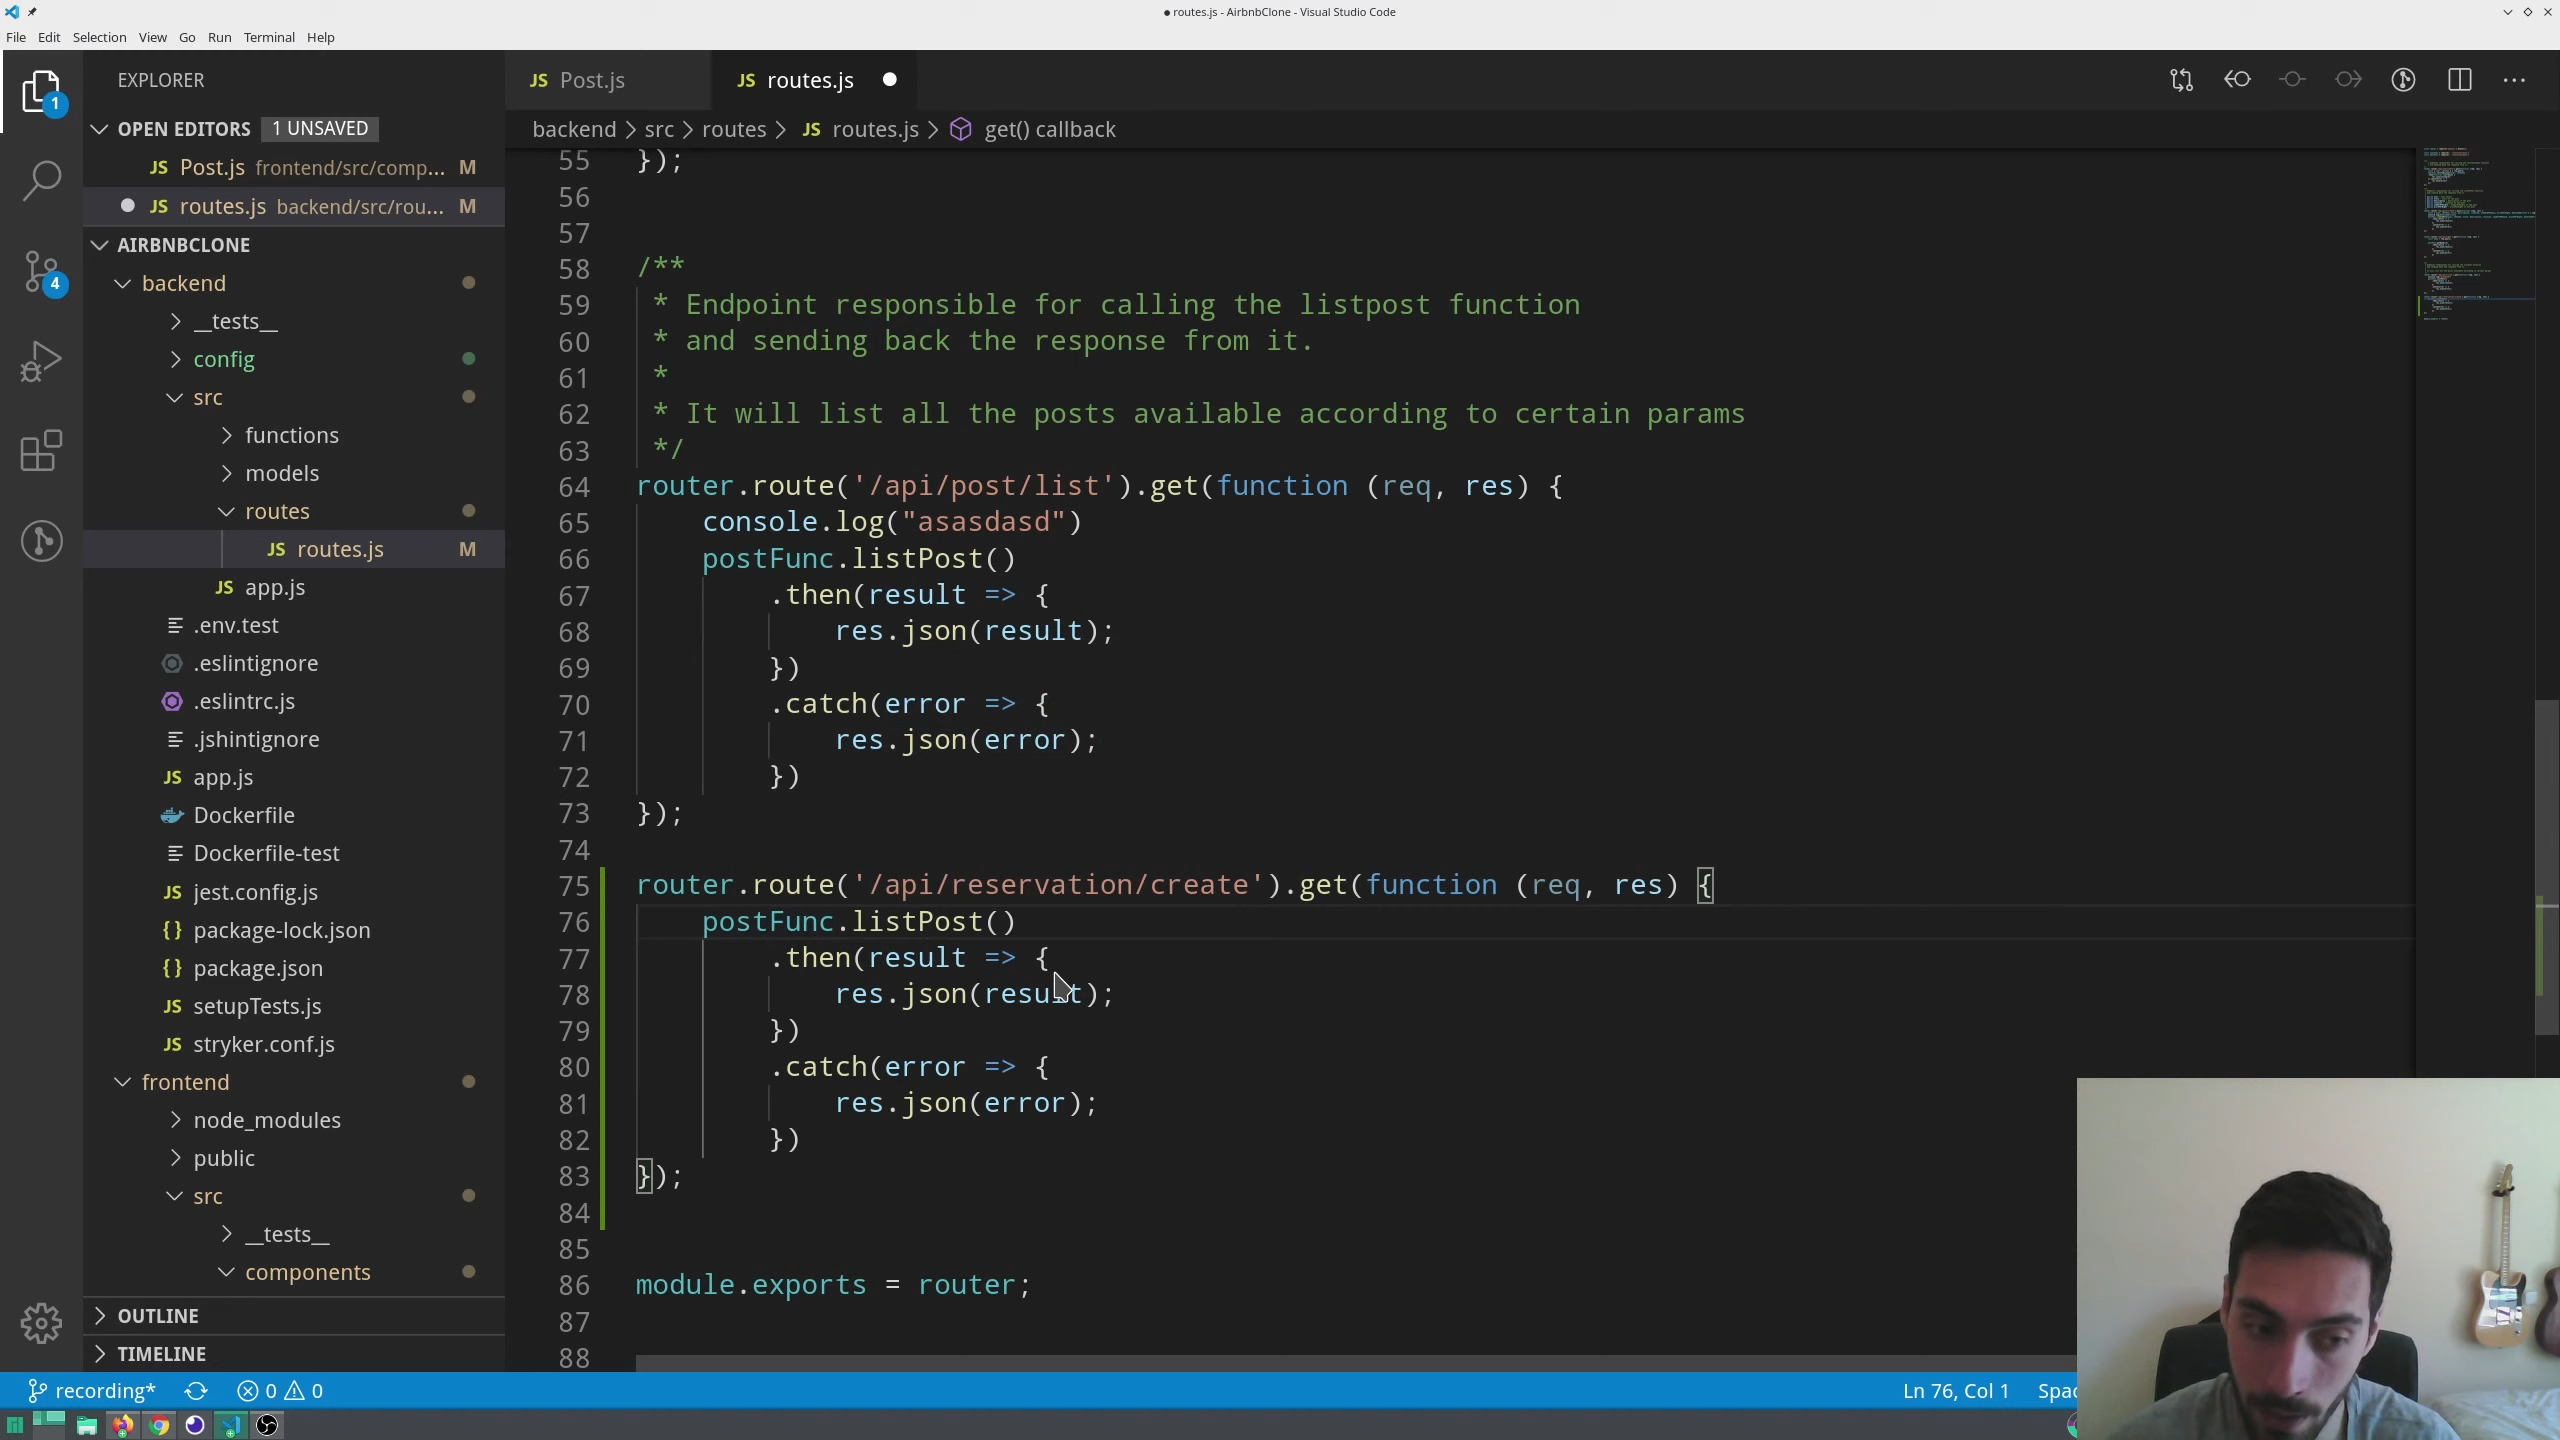 ● routes.js - AirbnbClone - Visual Studio Code
File Edit Selection View Go Run Terminal Help
EXPLORER
JS Post.js
JS routes.js
OPEN EDITORS 1 UNSAVED
backend src routes JS routes.js get() callback
JS Post.js frontend/src/comp... M
JS routes.js backend/src/rou... M
AIRBNBCLONE
backend
__tests__
config
src
functions
models
routes
JS routes.js M
JS app.js
.env.test
.eslintignore
.eslintrc.js
.jshintignore
JS app.js
Dockerfile
Dockerfile-test
JS jest.config.js
{} package-lock.json
{} package.json
JS setupTests.js
JS stryker.conf.js
frontend
node_modules
public
src
__tests__
components
OUTLINE
TIMELINE
1
4
55 });
56
57
58 /**
59 * Endpoint responsible for calling the listpost function
60 * and sending back the response from it.
61 *
62 * It will list all the posts available according to certain params
63 */
64 router.route('/api/post/list').get(function (req, res) {
65 console.log("asasdasd")
66 postFunc.listPost()
67 .then(result => {
68 res.json(result);
69 })
70 .catch(error => {
71 res.json(error);
72 })
73 });
74
75 router.route('/api/reservation/create').get(function (req, res) {
76 postFunc.listPost()
77 .then(result => {
78 res.json(result);
79 })
80 .catch(error => {
81 res.json(error);
82 })
83 });
84
85
86 module.exports = router;
87
88
recording* 0 0 Ln 76, Col 1 Spac